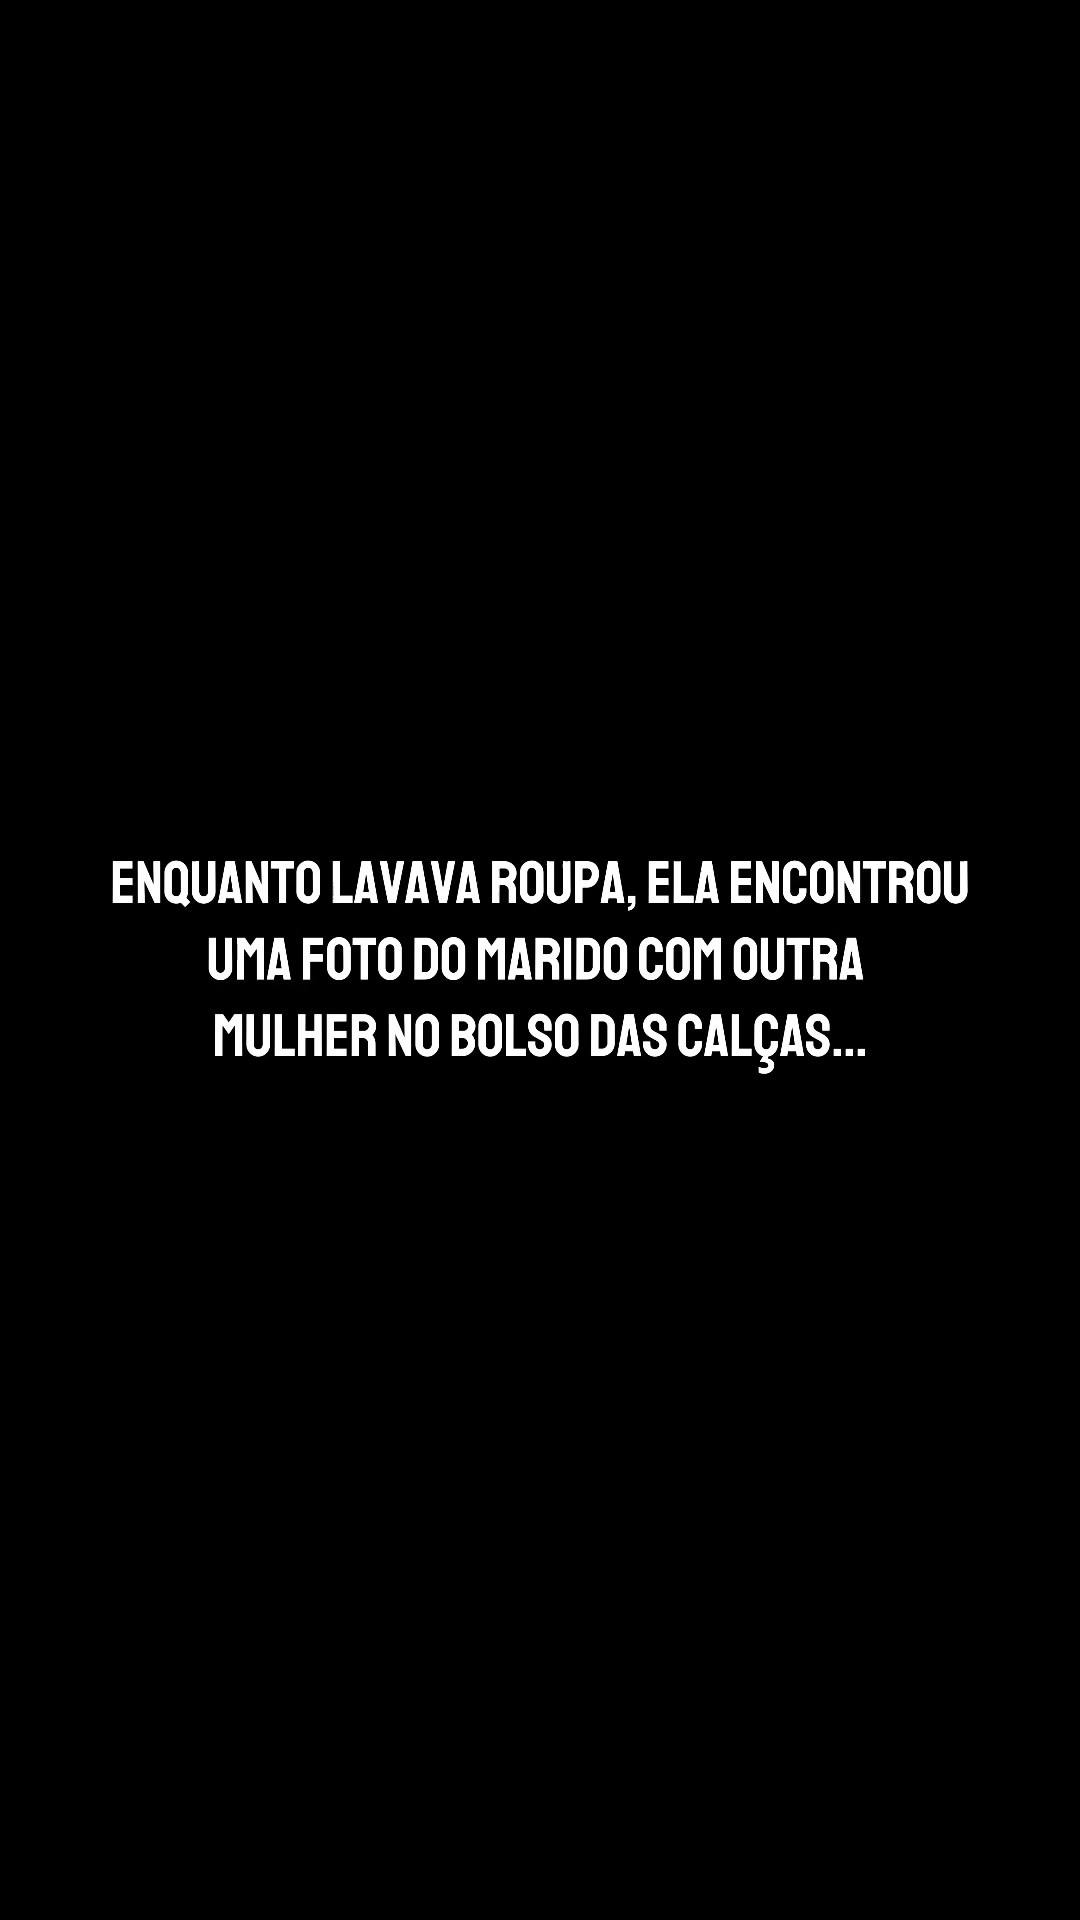 ENQUANTO LAVAVA ROUPA, ELA ENCONTROU
UMA FOTO DO MARIDO COM OUTRA
MULHER NO BOLSO DAS CALÇAS...